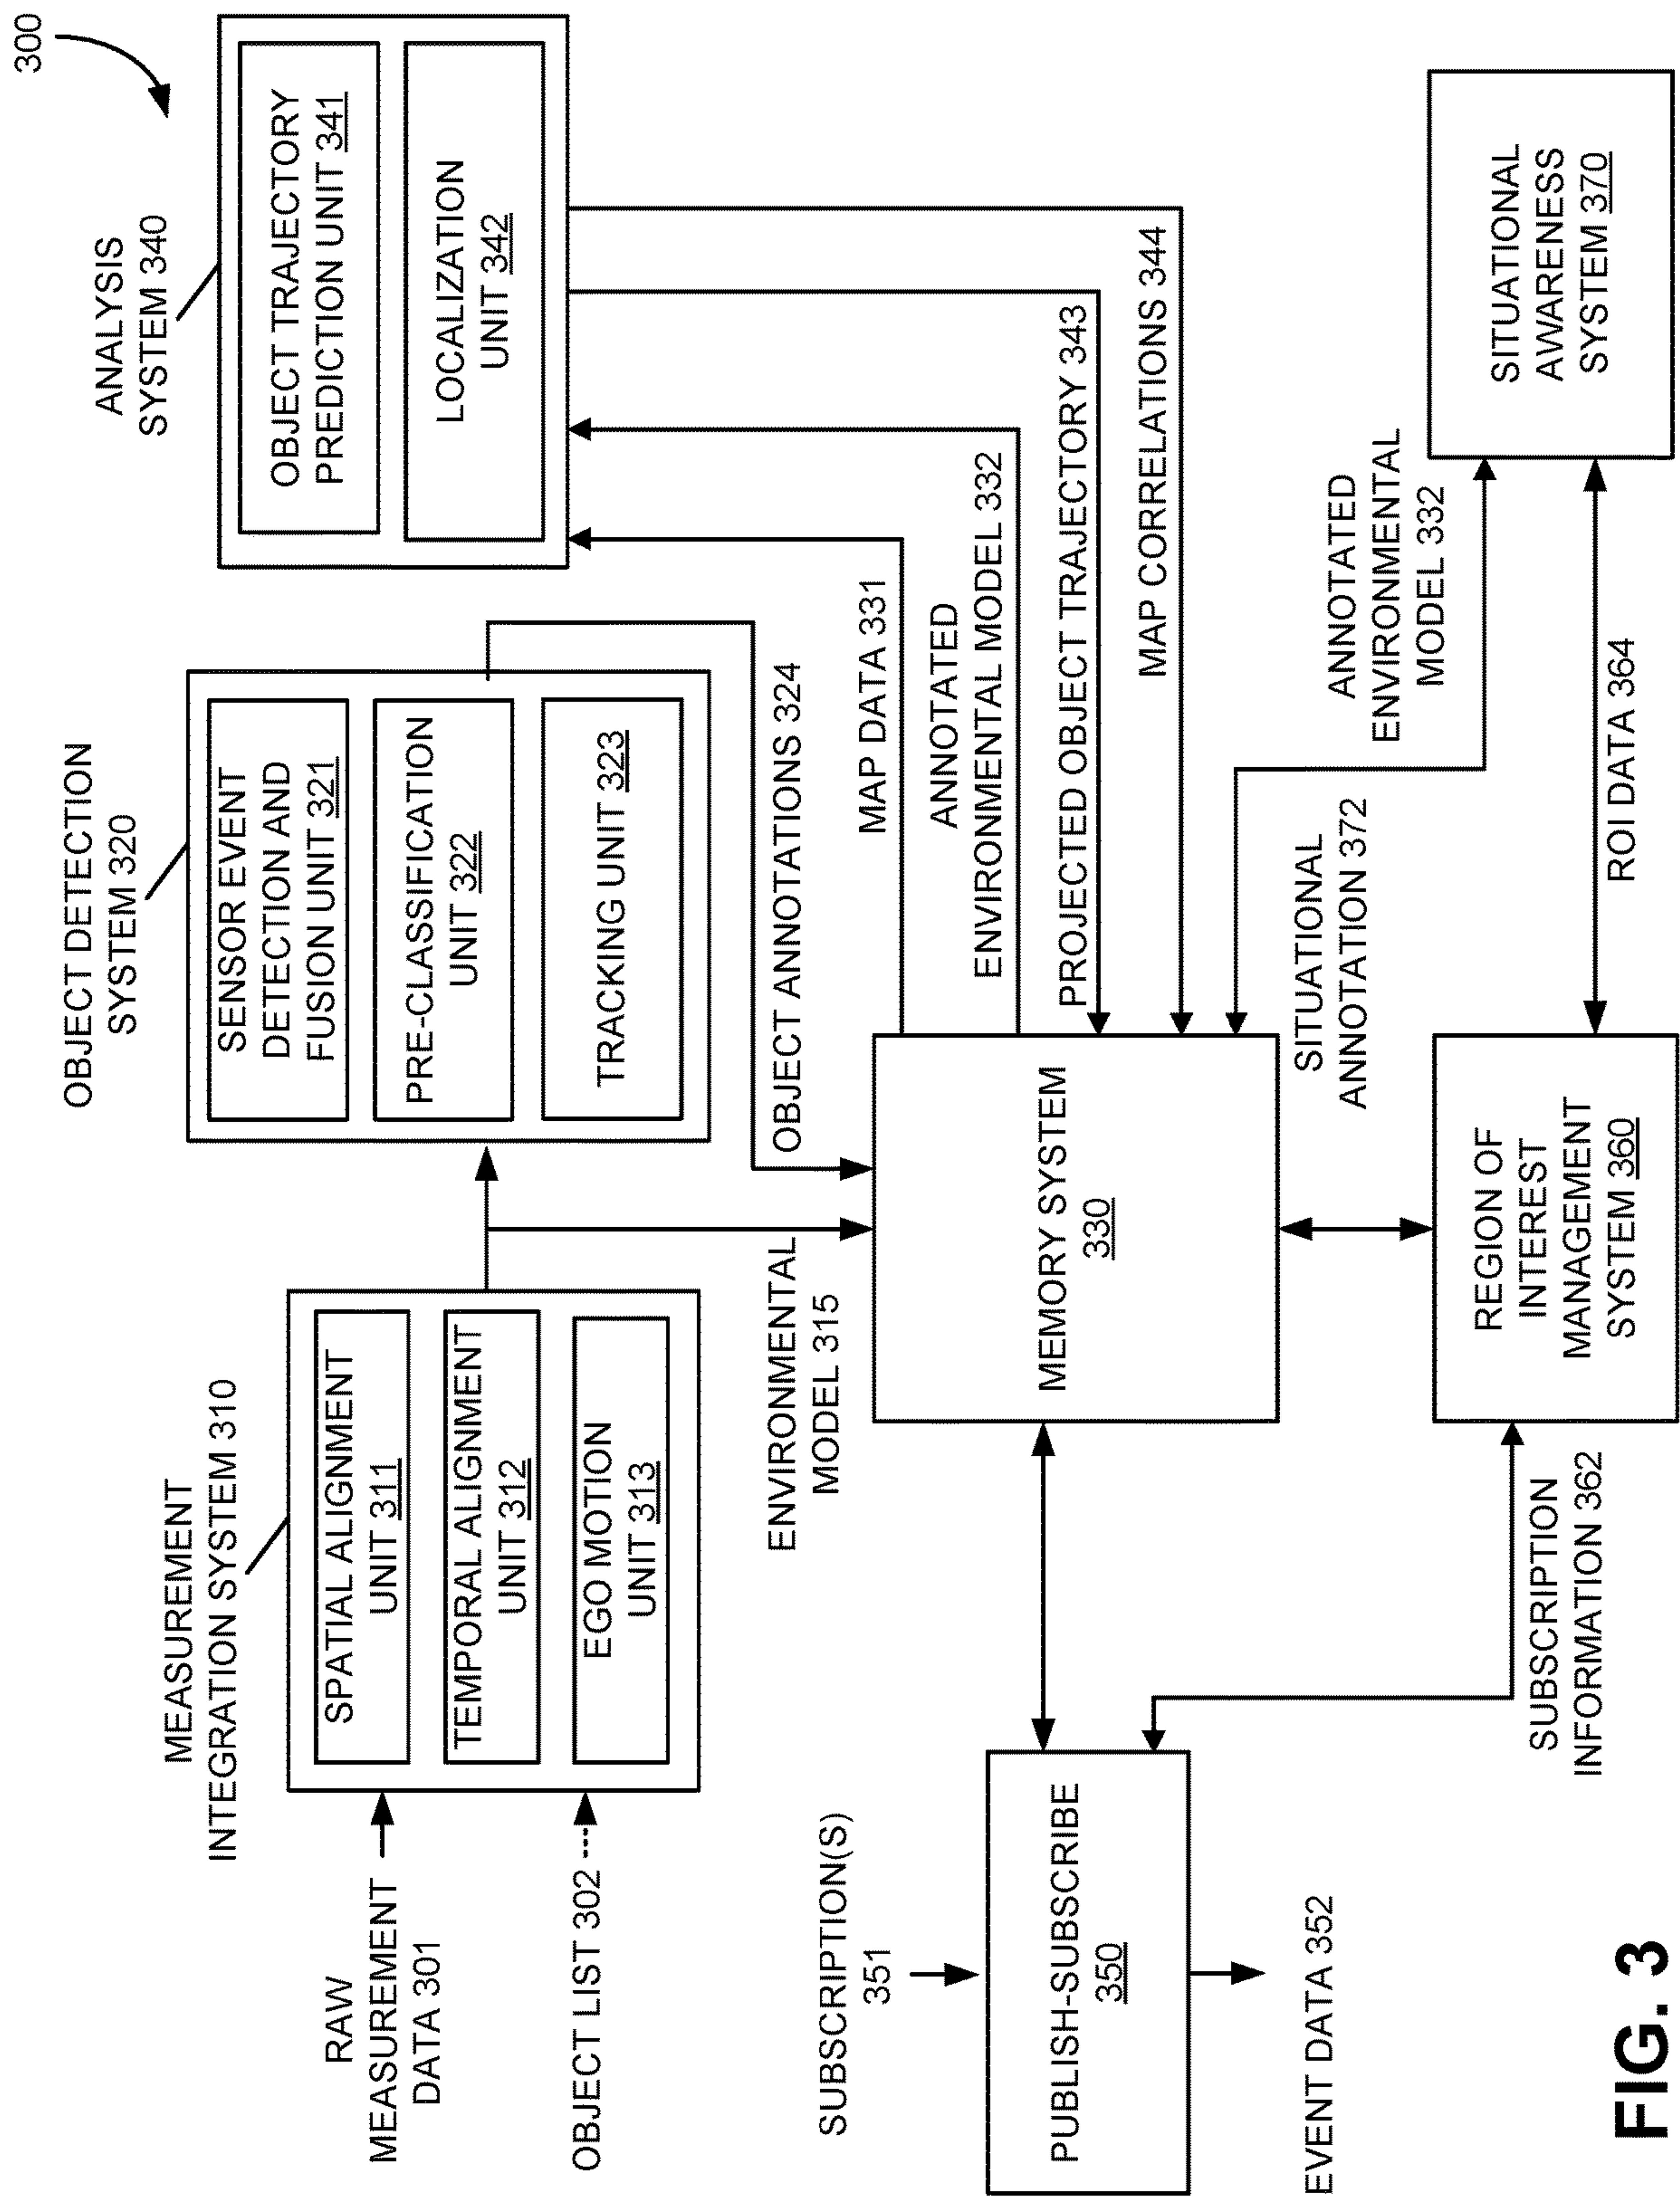 300
MEASUREMENT
INTEGRATION SYSTEM 310
OBJECT DETECTION
SYSTEM 320
ANALYSIS
SYSTEM 340
RAW
MEASUREMENT
DATA 301
OBJECT LIST 302
SPATIAL ALIGNMENT
UNIT 311
TEMPORAL ALIGNMENT
UNIT 312
EGO MOTION
UNIT 313
SENSOR EVENT
DETECTION AND
FUSION UNIT 321
PRE-CLASSIFICATION
UNIT 322
TRACKING UNIT 323
OBJECT TRAJECTORY
PREDICTION UNIT 341
LOCALIZATION
UNIT 342
ENVIRONMENTAL
MODEL 315
OBJECT ANNOTATIONS 324
MAP DATA 331
ANNOTATED
ENVIRONMENTAL MODEL 332
PROJECTED OBJECT TRAJECTORY 343
MAP CORRELATIONS 344
SUBSCRIPTION(S)
351
PUBLISH-SUBSCRIBE
350
EVENT DATA 352
MEMORY SYSTEM
330
SITUATIONAL
ANNOTATION 372
ANNOTATED
ENVIRONMENTAL
MODEL 332
SUBSCRIPTION
INFORMATION 362
REGION OF
INTEREST
MANAGEMENT
SYSTEM 360
ROI DATA 364
SITUATIONAL
AWARENESS
SYSTEM 370
FIG. 3